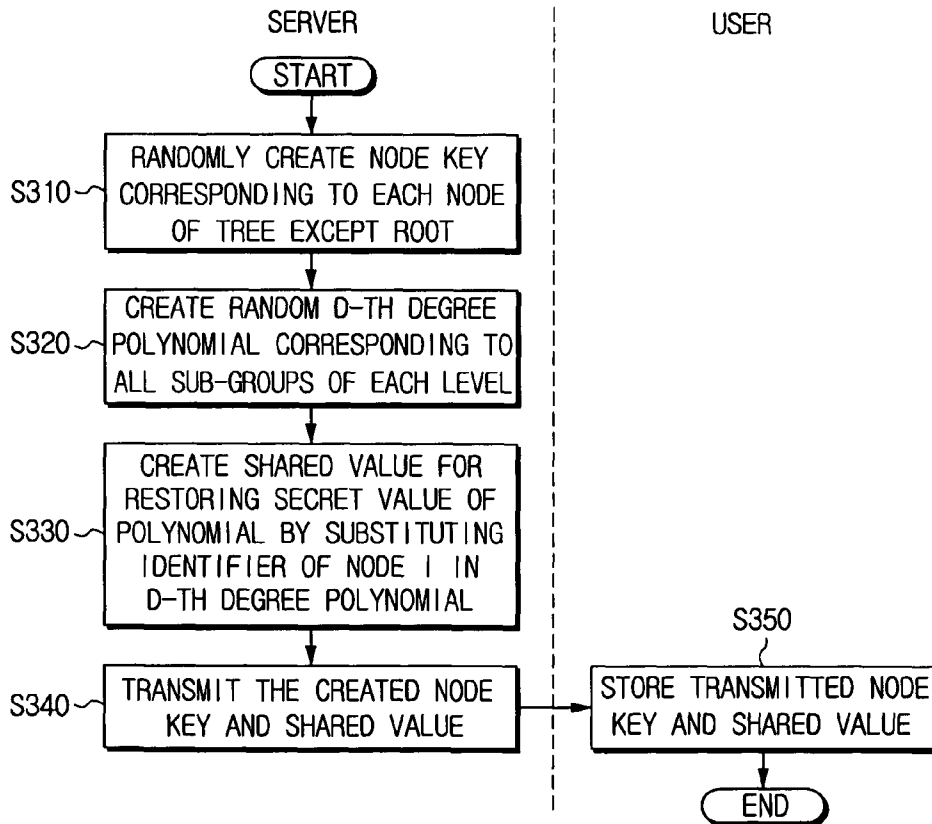 SERVER
USER
START
S310
RANDOMLY CREATE NODE KEY
CORRESPONDING TO EACH NODE
OF TREE EXCEPT ROOT
S320
CREATE RANDOM D-TH DEGREE
POLYNOMIAL CORRESPONDING TO
ALL SUB-GROUPS OF EACH LEVEL
S330
CREATE SHARED VALUE FOR
RESTORING SECRET VALUE OF
POLYNOMIAL BY SUBSTITUTING
IDENTIFIER OF NODE I IN
D-TH DEGREE POLYNOMIAL
S340
TRANSMIT THE CREATED NODE
KEY AND SHARED VALUE
S350
STORE TRANSMITTED NODE
KEY AND SHARED VALUE
END